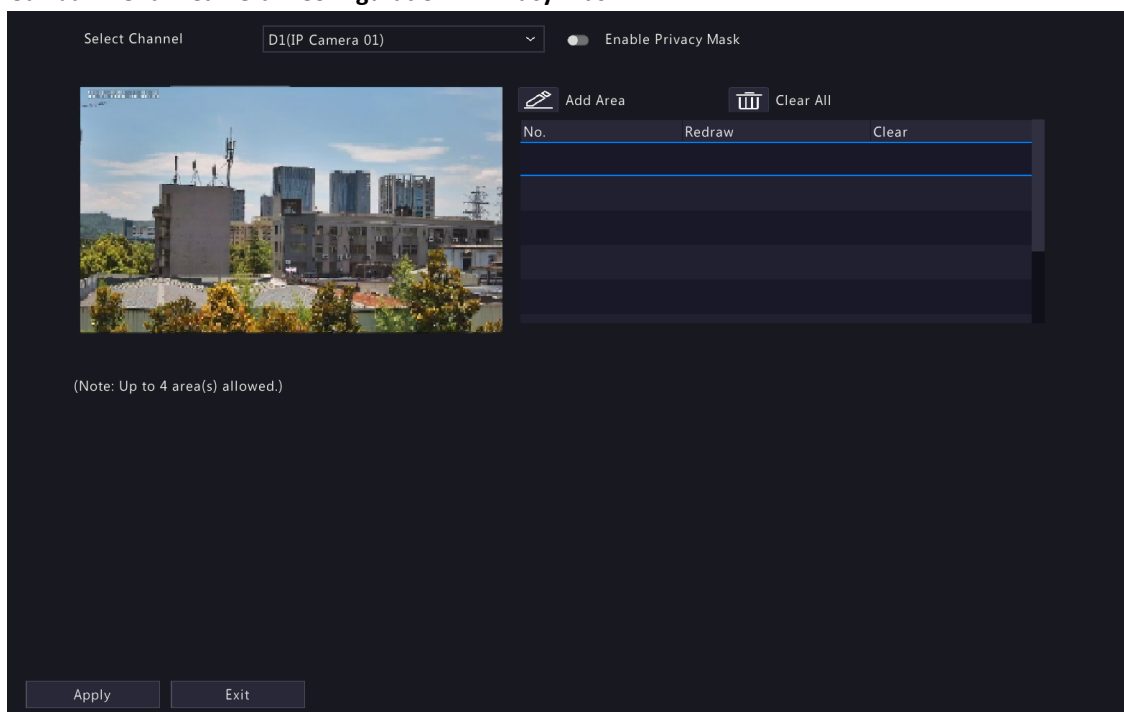 Select Channel D1(IP Camera 01) Enable Privacy Mask
Add Area Clear All
No. Redraw Clear
(Note: Up to 4 area(s) allowed.)
Apply Exit